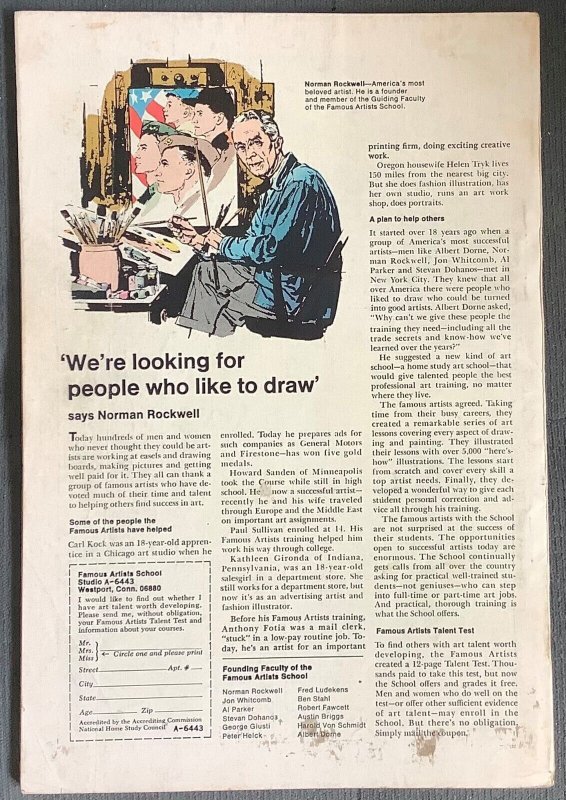 Norman Rockwell—America's most
beloved artist. He is a founder
and member of the Guiding Faculty
of the Famous Artists School.
'We're looking for
people who like to draw'
says Norman Rockwell
Today hundreds of men and women
who never thought they could be art-
ists are working at easels and drawing
boards, making pictures and getting
well paid for it. They all can thank a
group of famous artists who have de-
voted much of their time and talent
to helping others find success in art.
Some of the people the
Famous Artists have helped
Carl Kock was an 18-year-old appren-
tice in a Chicago art studio when he
Famous Artists School
Studio A-6443
Westport, Conn. 06880
I would like to find out whether I
have art talent worth developing.
Please send me, without obligation,
your Famous Artists Talent Test and
information about your courses.
Mr.
Mrs. ← Circle one and please print
Miss
Street Apt. #
City
State
Age Zip
Accredited by the Accrediting Commission
National Home Study Council A-6443
enrolled. Today he prepares ads for
such companies as General Motors
and Firestone—has won five gold
medals.
Howard Sanden of Minneapolis
took the Course while still in high
school. He now a successful artist—
recently he and his wife traveled
through Europe and the Middle East
on important art assignments.
Paul Sullivan enrolled at 14. His
Famous Artists training helped him
work his way through college.
Kathleen Gironda of Indiana,
Pennsylvania, was an 18-year-old
salesgirl in a department store. She
still works for a department store, but
now it's as an advertising artist and
fashion illustrator.
Before his Famous Artists training,
Anthony Fotia was a mail clerk,
"stuck" in a low-pay routine job. To-
day, he's an artist for an important
Founding Faculty of the
Famous Artists School
Norman Rockwell
Jon Whitcomb
Al Parker
Stevan Dohanos
George Giusti
Peter Helck
Fred Ludekens
Ben Stahl
Robert Fawcett
Austin Briggs
Harold Von Schmidt
Albert Dorne
printing firm, doing exciting creative
work.
Oregon housewife Helen Tryk lives
150 miles from the nearest big city.
But she does fashion illustration, has
her own studio, runs an art work
shop, does portraits.
A plan to help others
It started over 18 years ago when a
group of America's most successful
artists—men like Albert Dorne, Nor-
man Rockwell, Jon Whitcomb, Al
Parker and Stevan Dohanos—met in
New York City. They knew that all
over America there were people who
liked to draw who could be turned
into good artists. Albert Dorne asked,
"Why can't we give these people the
training they need—including all the
trade secrets and know-how we've
learned over the years?"
He suggested a new kind of art
school—a home study art school—that
would give talented people the best
professional art training, no matter
where they live.
The famous artists agreed. Taking
time from their busy careers, they
created a remarkable series of art
lessons covering every aspect of draw-
ing and painting. They illustrated
their lessons with over 5,000 "here's-
how" illustrations. The lessons start
from scratch and cover every skill a
top artist needs. Finally, they de-
veloped a wonderful way to give each
student personal correction and ad-
vice all through his training.
The famous artists with the School
are not surprised at the success of
their students. The opportunities
open to successful artists today are
enormous. The School continually
gets calls from all over the country
asking for practical well-trained stu-
dents—not geniuses—who can step
into full-time or part-time art jobs.
And practical, thorough training is
what the School offers.
Famous Artists Talent Test
To find others with art talent worth
developing, the Famous Artists
created a 12-page Talent Test. Thou-
sands paid to take this test, but now
the School offers and grades it free.
Men and women who do well on the
test—or offer other sufficient evidence
of art talent—may enroll in the
School. But there's no obligation.
Simply mail the coupon.